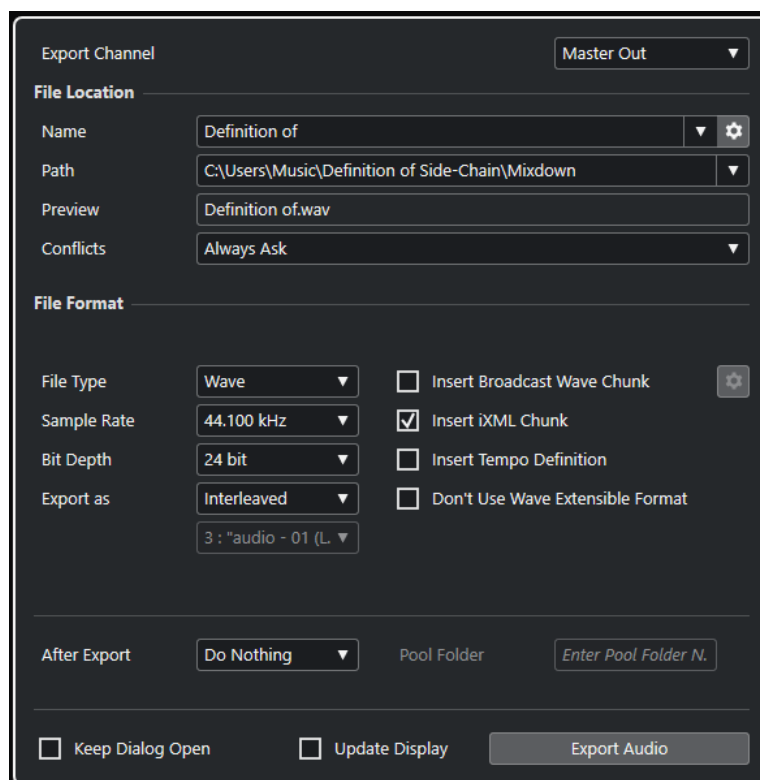 Export Channel Master Out
File Location
Name Definition of
Path C:\Users\Music\Definition of Side-Chain\Mixdown
Preview Definition of.wav
Conflicts Always Ask
File Format
File Type Wave Insert Broadcast Wave Chunk
Sample Rate 44.100 kHz Insert iXML Chunk
Bit Depth 24 bit Insert Tempo Definition
Export as Interleaved Don't Use Wave Extensible Format
3 : "audio - 01 (L.
After Export Do Nothing Pool Folder Enter Pool Folder N.
Keep Dialog Open Update Display Export Audio